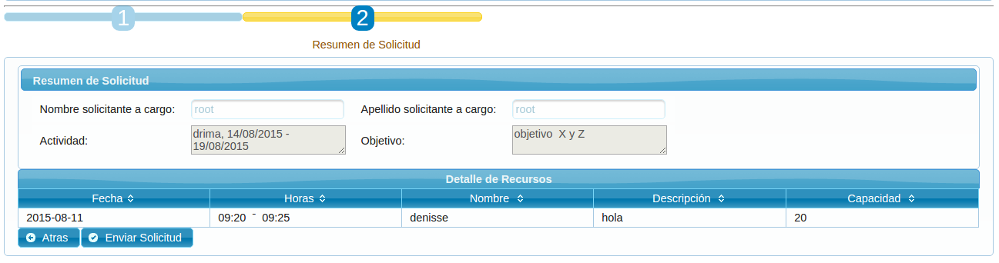 1
2
Resumen de Solicitud
Resumen de Solicitud
Nombre solicitante a cargo: root Apellido solicitante a cargo: root
Actividad: drima, 14/08/2015 - Objetivo: objetivo X y Z
19/08/2015
Detalle de Recursos
Fecha Horas Nombre Descripción Capacidad
2015-08-11 09:20 - 09:25 denisse hola 20
Atras Enviar Solicitud